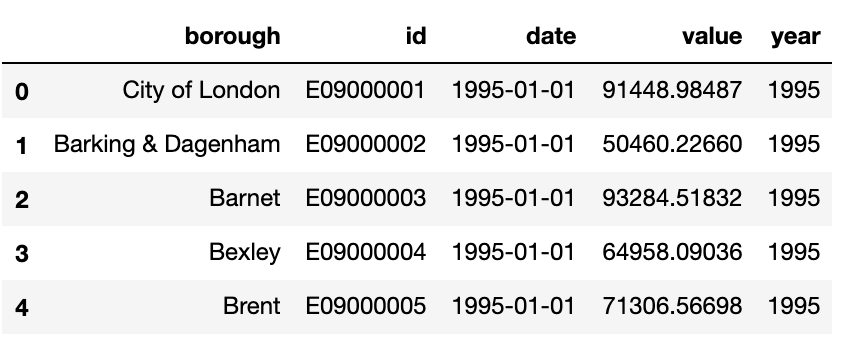 borough id date value year
0 City of London E09000001 1995-01-01 91448.98487 1995
1 Barking & Dagenham E09000002 1995-01-01 50460.22660 1995
2 Barnet E09000003 1995-01-01 93284.51832 1995
3 Bexley E09000004 1995-01-01 64958.09036 1995
4 Brent E09000005 1995-01-01 71306.56698 1995